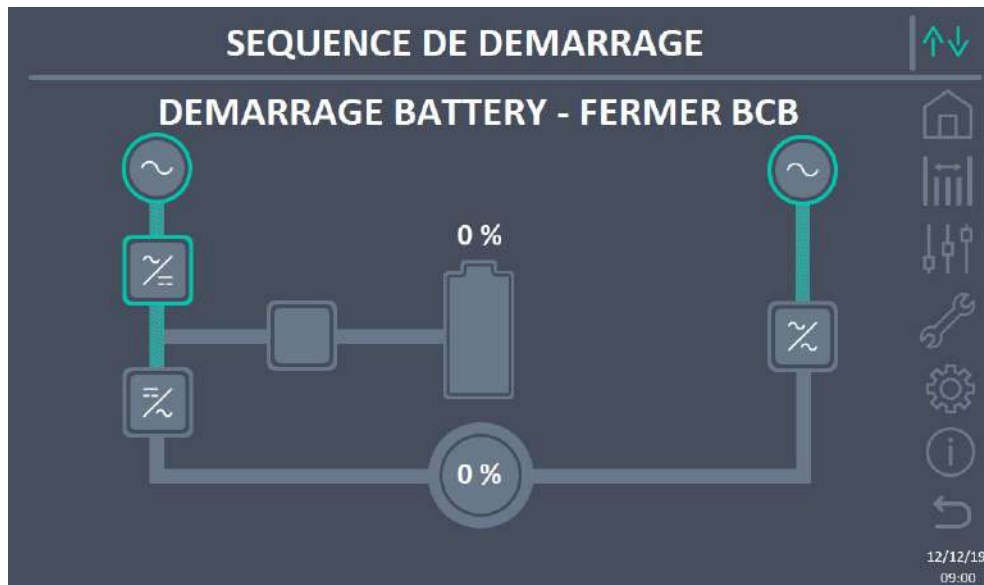 SEQUENCE DE DEMARRAGE
DEMARRAGE BATTERY - FERMER BCB
0 %
0 %
12/12/19
09:00